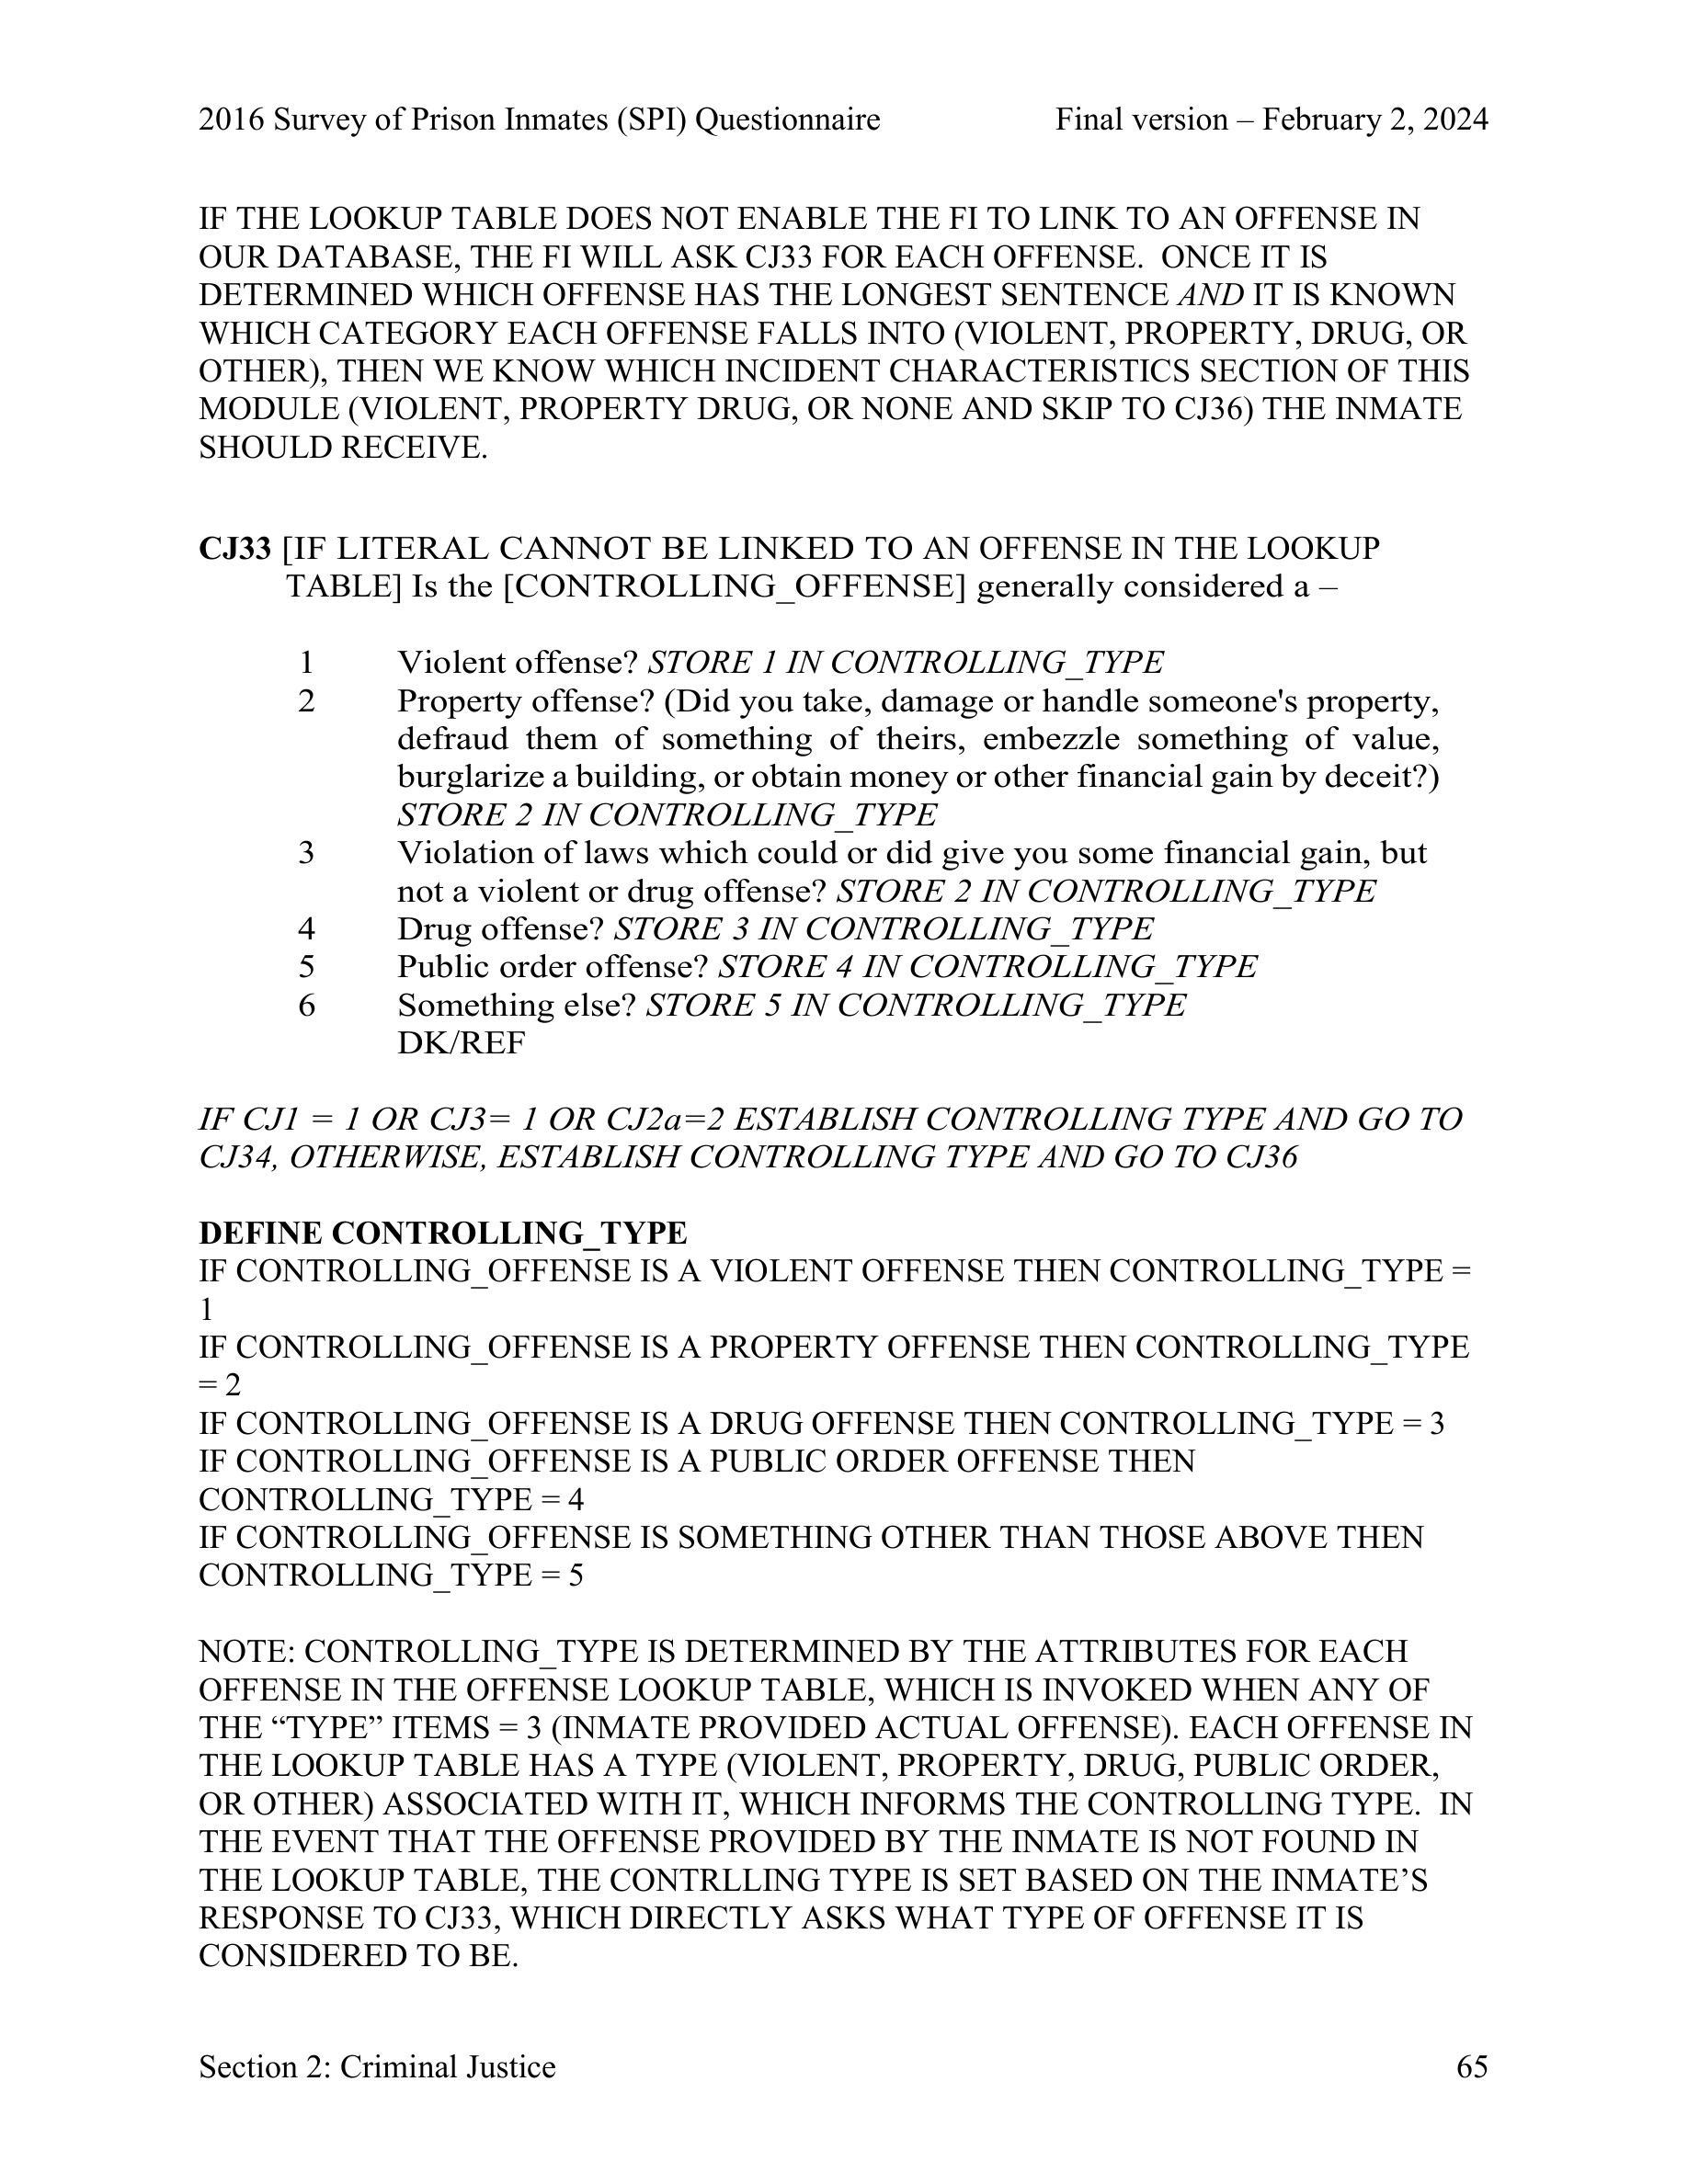 2016 Survey of Prison Inmates (SPI) Questionnaire Final version – February 2, 2024
IF THE LOOKUP TABLE DOES NOT ENABLE THE FI TO LINK TO AN OFFENSE IN
OUR DATABASE, THE FI WILL ASK CJ33 FOR EACH OFFENSE. ONCE IT IS
DETERMINED WHICH OFFENSE HAS THE LONGEST SENTENCE AND IT IS KNOWN
WHICH CATEGORY EACH OFFENSE FALLS INTO (VIOLENT, PROPERTY, DRUG, OR
OTHER), THEN WE KNOW WHICH INCIDENT CHARACTERISTICS SECTION OF THIS
MODULE (VIOLENT, PROPERTY DRUG, OR NONE AND SKIP TO CJ36) THE INMATE
SHOULD RECEIVE.
CJ33 [IF LITERAL CANNOT BE LINKED TO AN OFFENSE IN THE LOOKUP
TABLE] Is the [CONTROLLING_OFFENSE] generally considered a –
1 Violent offense? STORE 1 IN CONTROLLING_TYPE
2 Property offense? (Did you take, damage or handle someone's property,
defraud them of something of theirs, embezzle something of value,
burglarize a building, or obtain money or other financial gain by deceit?)
STORE 2 IN CONTROLLING_TYPE
3 Violation of laws which could or did give you some financial gain, but
not a violent or drug offense? STORE 2 IN CONTROLLING_TYPE
4 Drug offense? STORE 3 IN CONTROLLING_TYPE
5 Public order offense? STORE 4 IN CONTROLLING_TYPE
6 Something else? STORE 5 IN CONTROLLING_TYPE
DK/REF
IF CJ1 = 1 OR CJ3= 1 OR CJ2a=2 ESTABLISH CONTROLLING TYPE AND GO TO
CJ34, OTHERWISE, ESTABLISH CONTROLLING TYPE AND GO TO CJ36
DEFINE CONTROLLING_TYPE
IF CONTROLLING_OFFENSE IS A VIOLENT OFFENSE THEN CONTROLLING_TYPE =
1
IF CONTROLLING_OFFENSE IS A PROPERTY OFFENSE THEN CONTROLLING_TYPE
= 2
IF CONTROLLING_OFFENSE IS A DRUG OFFENSE THEN CONTROLLING_TYPE = 3
IF CONTROLLING_OFFENSE IS A PUBLIC ORDER OFFENSE THEN
CONTROLLING_TYPE = 4
IF CONTROLLING_OFFENSE IS SOMETHING OTHER THAN THOSE ABOVE THEN
CONTROLLING_TYPE = 5
NOTE: CONTROLLING_TYPE IS DETERMINED BY THE ATTRIBUTES FOR EACH
OFFENSE IN THE OFFENSE LOOKUP TABLE, WHICH IS INVOKED WHEN ANY OF
THE “TYPE” ITEMS = 3 (INMATE PROVIDED ACTUAL OFFENSE). EACH OFFENSE IN
THE LOOKUP TABLE HAS A TYPE (VIOLENT, PROPERTY, DRUG, PUBLIC ORDER,
OR OTHER) ASSOCIATED WITH IT, WHICH INFORMS THE CONTROLLING TYPE. IN
THE EVENT THAT THE OFFENSE PROVIDED BY THE INMATE IS NOT FOUND IN
THE LOOKUP TABLE, THE CONTRLLING TYPE IS SET BASED ON THE INMATE’S
RESPONSE TO CJ33, WHICH DIRECTLY ASKS WHAT TYPE OF OFFENSE IT IS
CONSIDERED TO BE.
Section 2: Criminal Justice 65